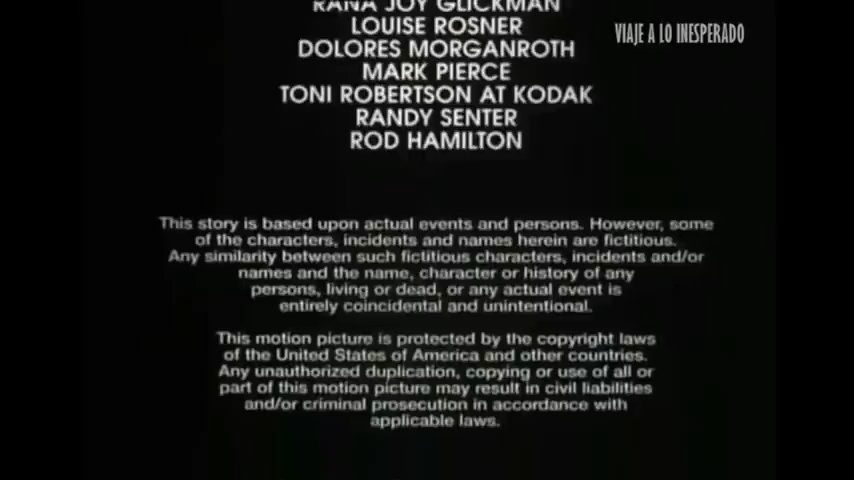 RANA JOY GLICKMAN
LOUISE ROSNER
DOLORES MORGANROTH
MARK PIERCE
TONI ROBERTSON AT KODAK
RANDY SENTER
ROD HAMILTON
VIAJE A LO INESPERADO
This story is based upon actual events and persons. However, some
of the characters, incidents and names herein are fictitious.
Any similarity between such fictitious characters, incidents and/or
names and the name, character or history of any
persons, living or dead, or any actual event is
entirely coincidental and unintentional.
This motion picture is protected by the copyright laws
of the United States of America and other countries.
Any unauthorized duplication, copying or use of all or
part of this motion picture may result in civil liabilities
and/or criminal prosecution in accordance with
applicable laws.